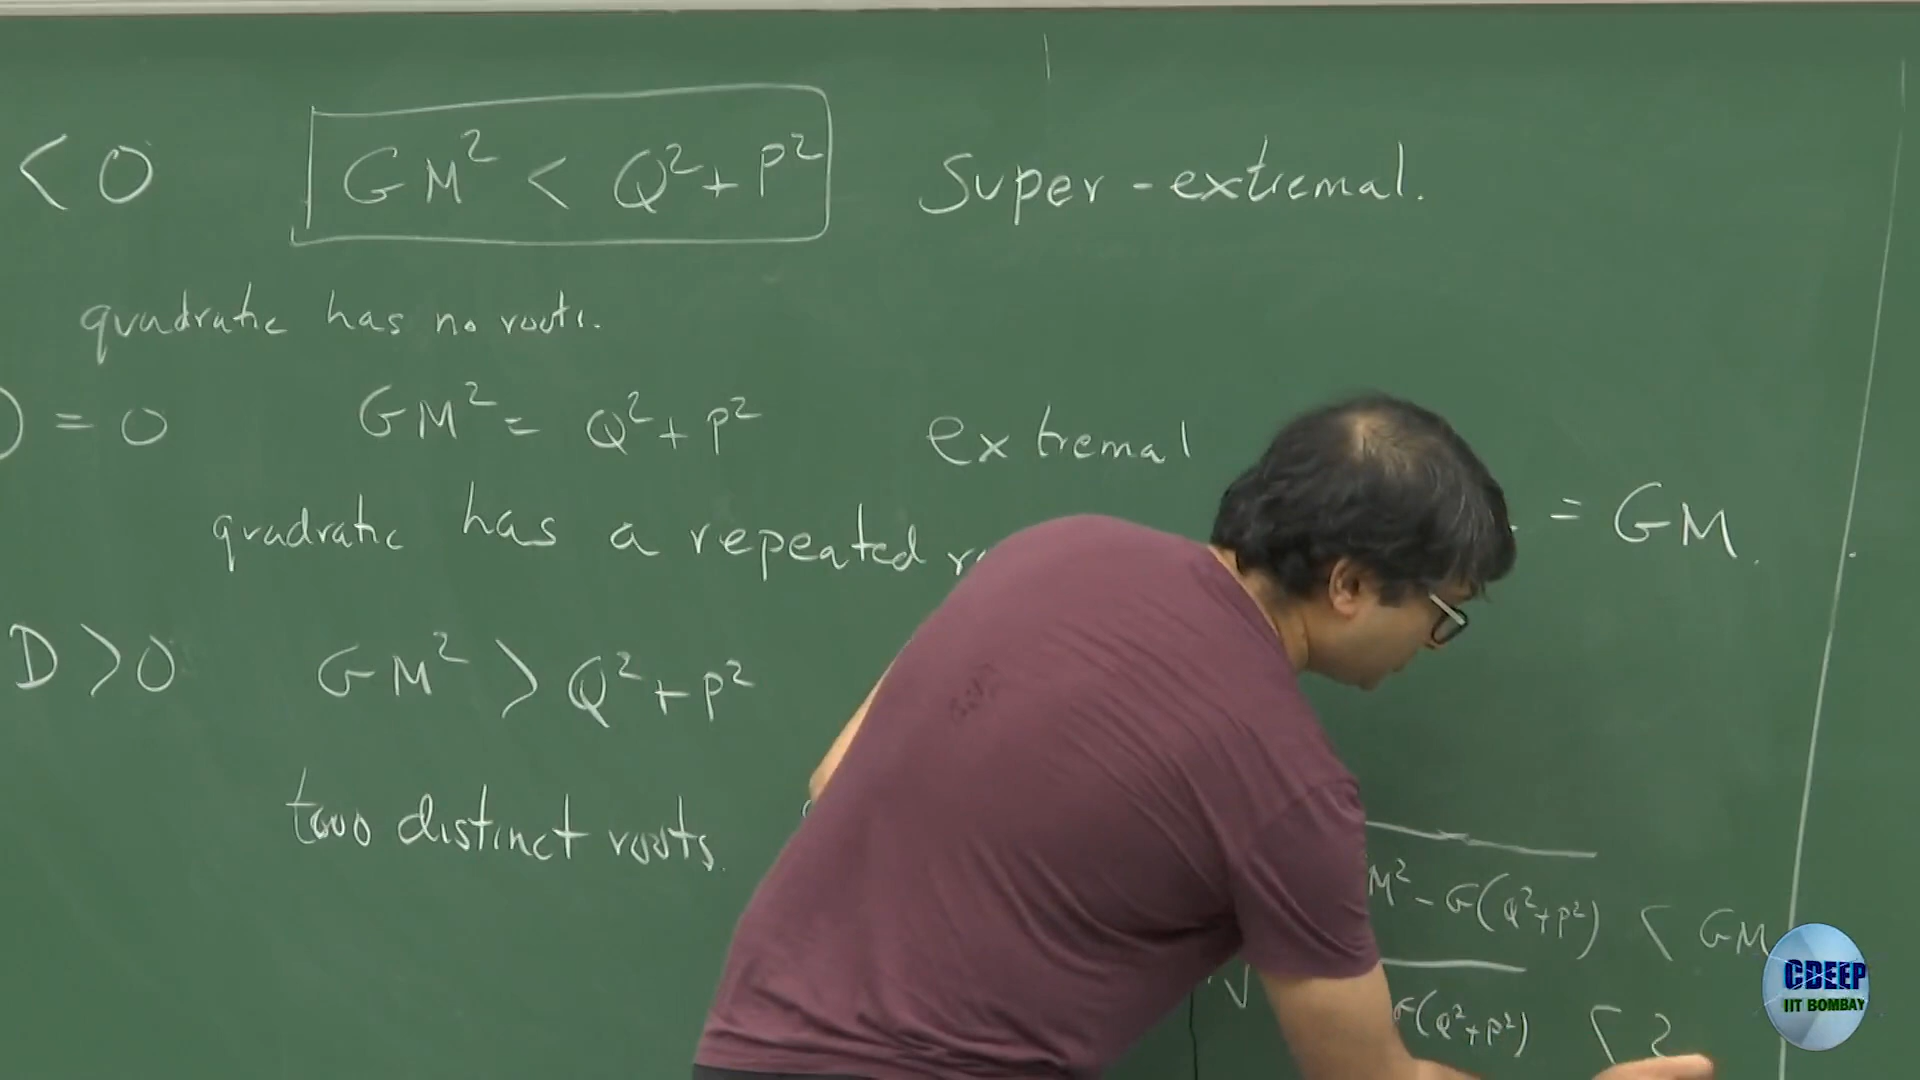 < 0 GM² < Q² + P² Super-extremal.
quadratic has no roots.
D = 0 GM² = Q² + P² extremal
= GM.
quadratic has a repeated
D > 0 GM² > Q² + P²
two distinct roots.
M² - G(Q²+P²) < GM
√ G(Q²+P²) < 2
CDEEP
IIT BOMBAY